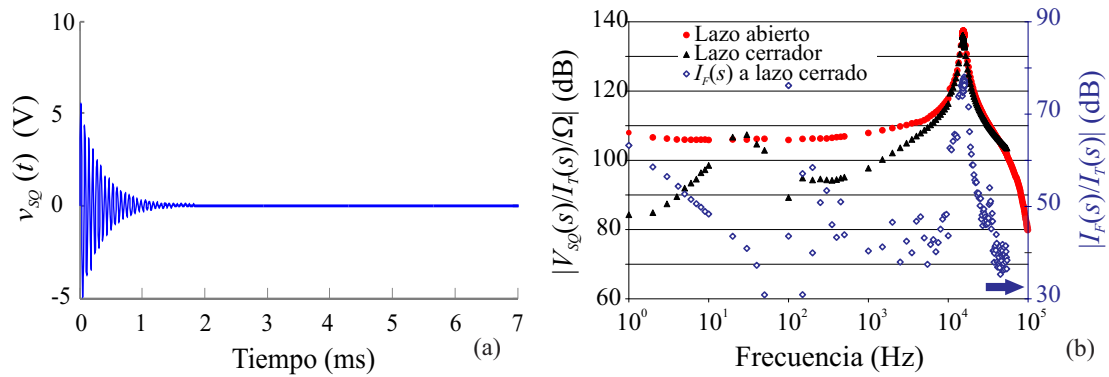 10
5
0
-5
0
1
2
3
4
5
6
7
v_SQ(t) (V)
Tiempo (ms)
(a)
140
120
100
80
60
90
70
50
30
10^0
10^1
10^2
10^3
10^4
10^5
Lazo abierto
Lazo cerrador
I_F(s) a lazo cerrado
|V_SQ(s)/I_T(s)/Ω| (dB)
|I_F(s)/I_T(s)| (dB)
Frecuencia (Hz)
(b)